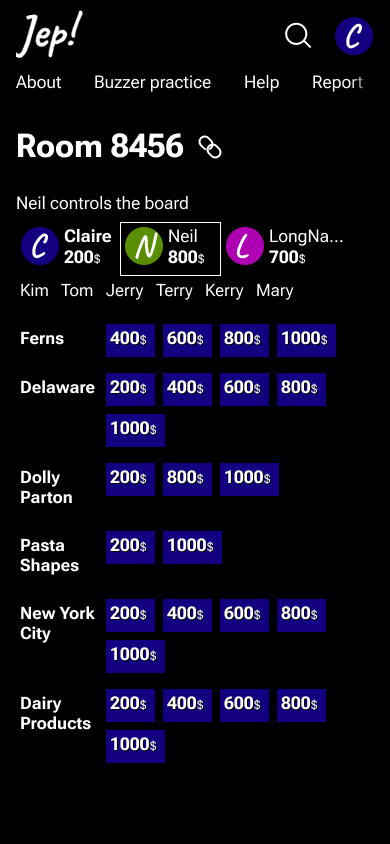 Jep!
C
About Buzzer practice Help Report
Room 8456
Neil controls the board
C Claire N Neil L LongNa...
200$ 800$ 700$
Kim Tom Jerry Terry Kerry Mary
Ferns 400$ 600$ 800$ 1000$
Delaware 200$ 400$ 600$ 800$
1000$
Dolly 200$ 800$ 1000$
Parton
Pasta 200$ 1000$
Shapes
New York 200$ 400$ 600$ 800$
City
1000$
Dairy 200$ 400$ 600$ 800$
Products
1000$